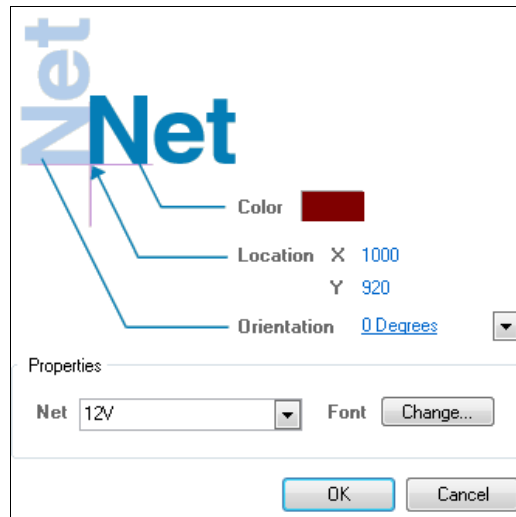 Net
Net
Color
Location X 1000
Y 920
Orientation 0 Degrees
Properties
Net 12V Font Change...
OK Cancel